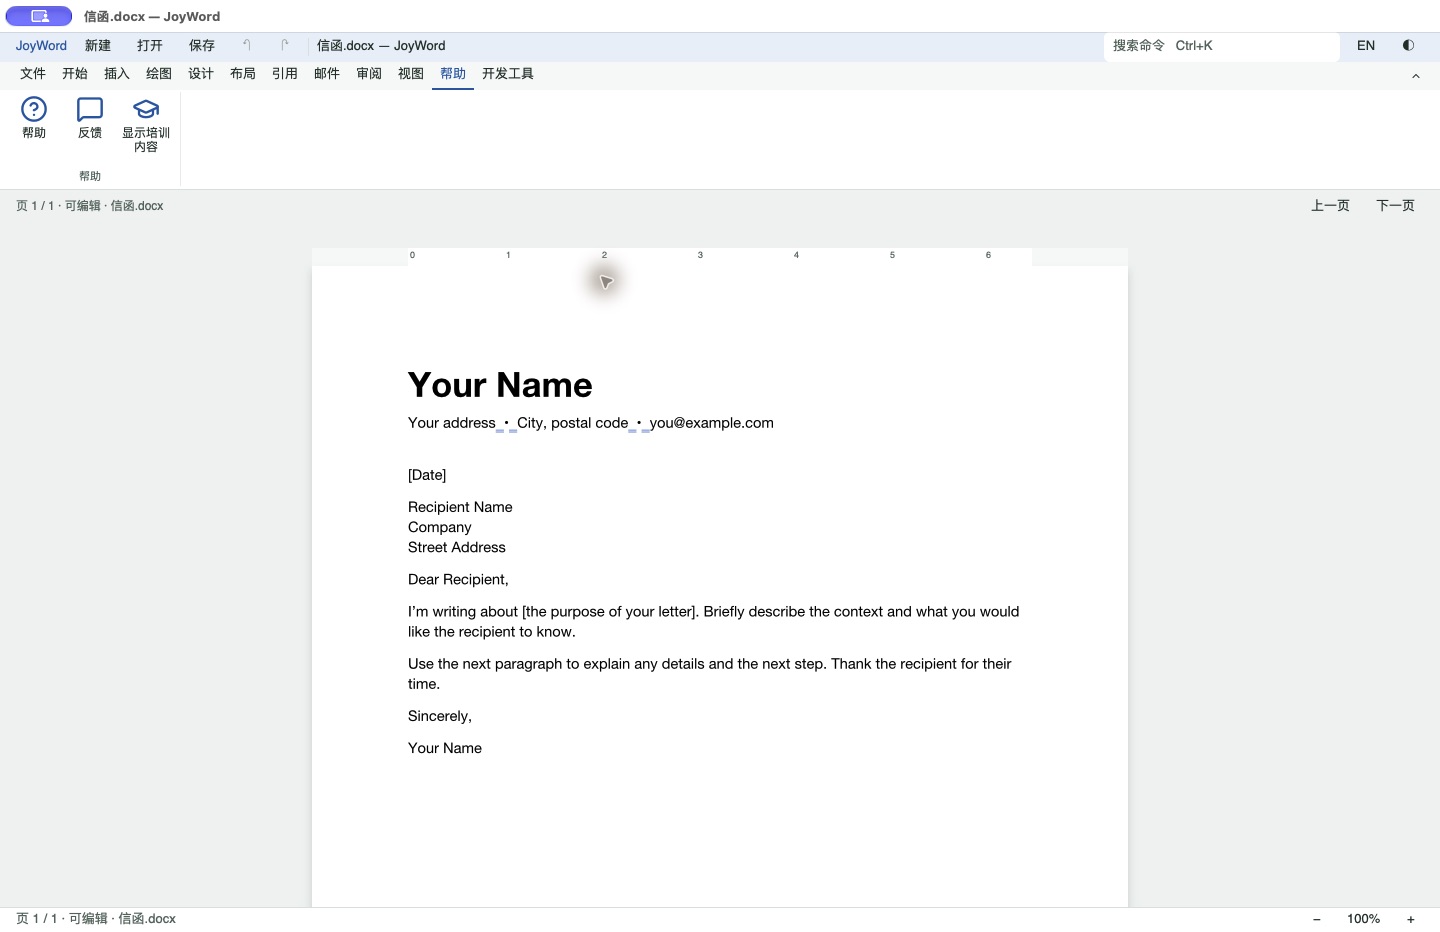 信函.docx — JoyWord
JoyWord 新建 打开 保存 信函.docx — JoyWord 搜索命令 Ctrl+K EN
文件 开始 插入 绘图 设计 布局 引用 邮件 审阅 视图 帮助 开发工具
帮助 反馈 显示培训
内容
帮助
页 1 / 1 · 可编辑 · 信函.docx 上一页 下一页
0 1 2 3 4 5 6
Your Name
Your address • City, postal code • you@example.com
[Date]
Recipient Name
Company
Street Address
Dear Recipient,
I’m writing about [the purpose of your letter]. Briefly describe the context and what you would
like the recipient to know.
Use the next paragraph to explain any details and the next step. Thank the recipient for their
time.
Sincerely,
Your Name
页 1 / 1 · 可编辑 · 信函.docx − 100% +